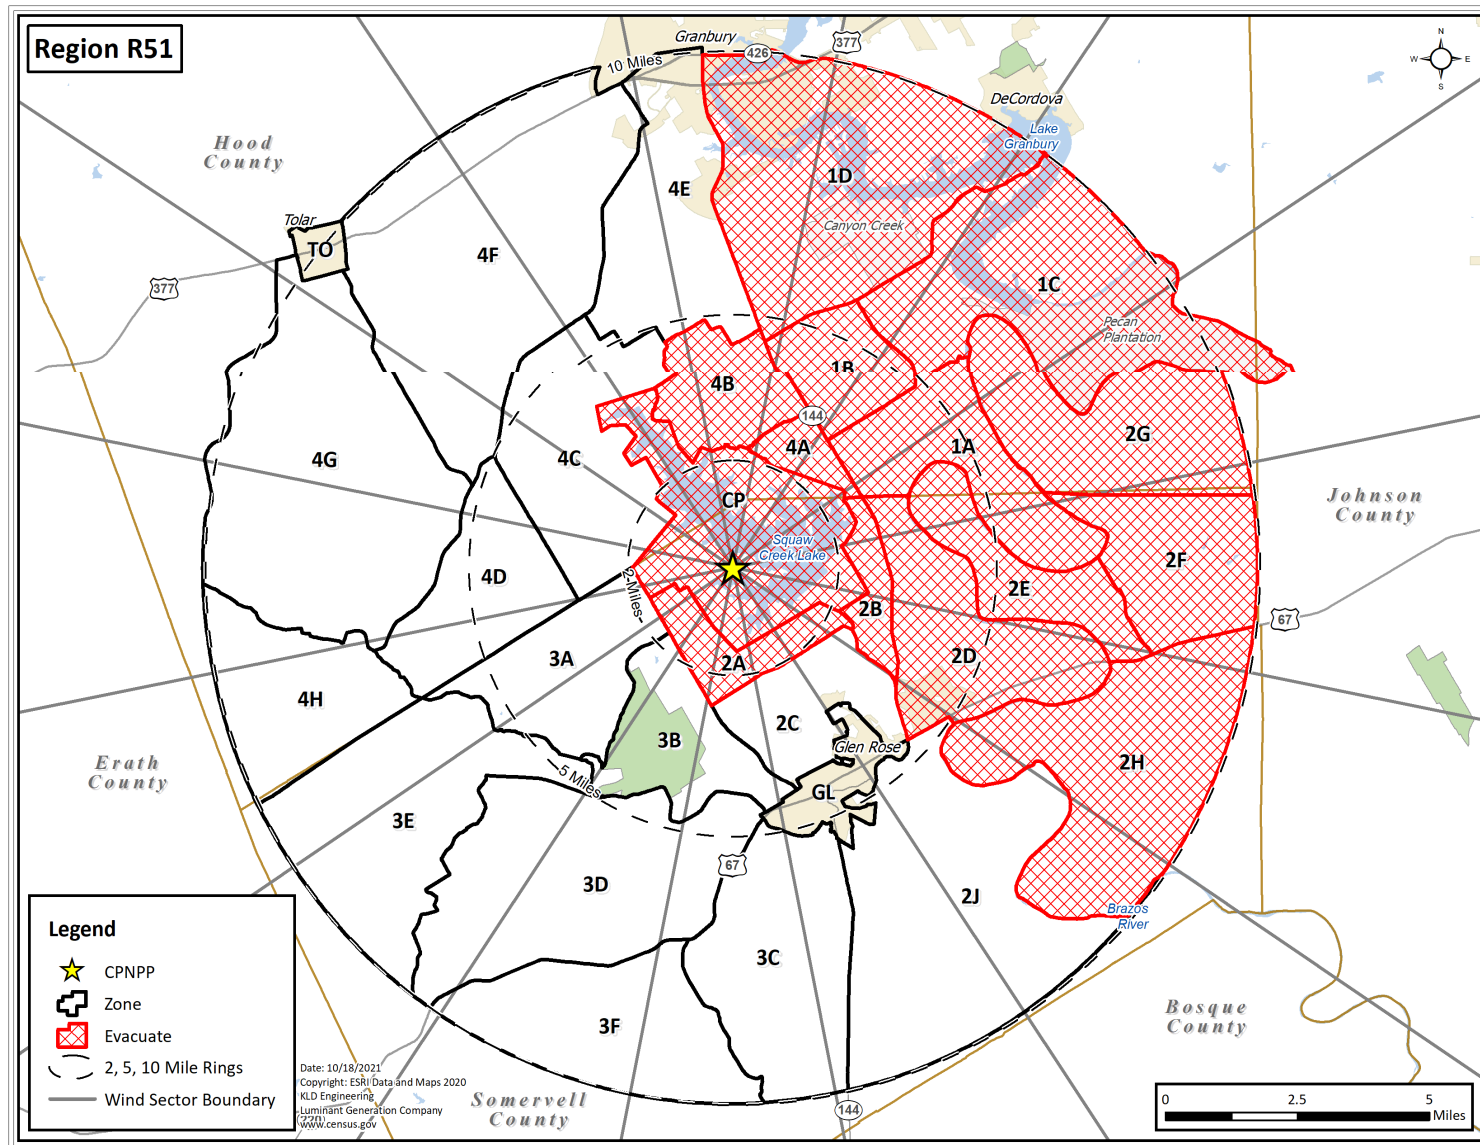 Region R51
N
W E
S
Granbury
426
377
10 Miles
DeCordova
Lake
Granbury
Hood
County
4E
1D
Tolar
TO
Canyon Creek
4F
377
1C
Pecan
Plantation
1B
4B
144
2G
4A
1A
4G
4C
CP
Johnson
County
Squaw
Creek Lake
2F
4D
2 Miles
2E
2B
67
3A
2D
2A
4H
2C
3B
Glen Rose
2H
Erath
County
5 Miles
GL
3E
67
3D
2J
Brazos
River
3C
Bosque
County
3F
Legend
CPNPP
Zone
Evacuate
2, 5, 10 Mile Rings
Wind Sector Boundary
Date: 10/18/2021
Copyright: ESRI Data and Maps 2020
KLD Engineering
Luminant Generation Company
www.census.gov
Somervell
County
144
0 2.5 5
Miles